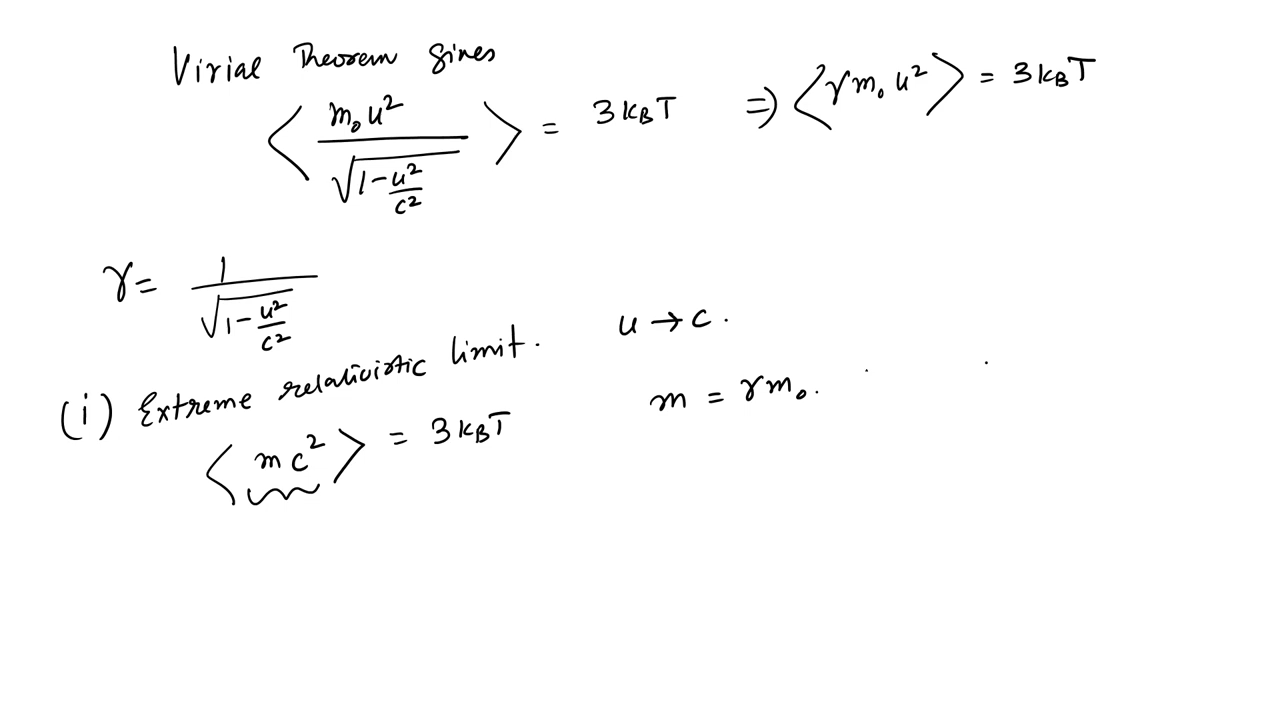 Virial Theorem gives
⟨ m₀u² / √(1 - u²/c²) ⟩ = 3k_BT ⇒ ⟨γm₀u²⟩ = 3k_BT
γ = 1 / √(1 - u²/c²)
(i) Extreme relativistic limit. u → c.
⟨mc²⟩ = 3k_BT m = γm₀.